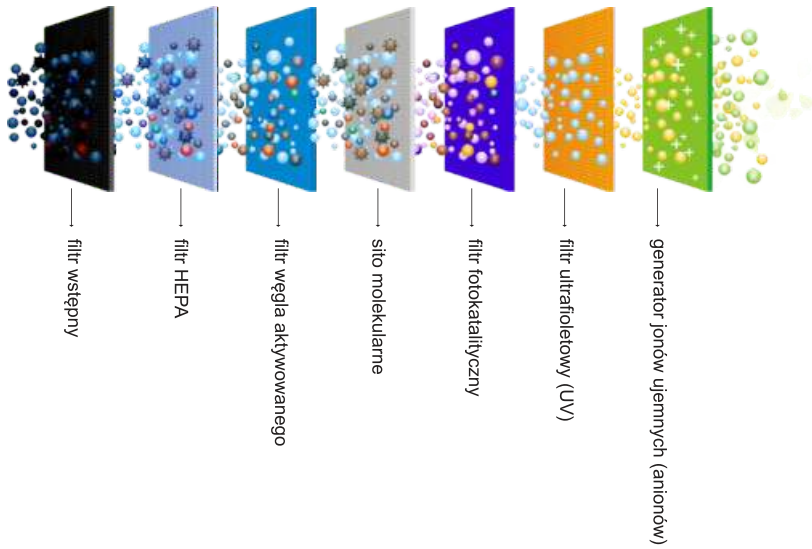 filtr wstępny
filtr HEPA
filtr węgla aktywowanego
sito molekularne
filtr fotokatalityczny
filtr ultrafioletowy (UV)
generator jonów ujemnych (anionów)